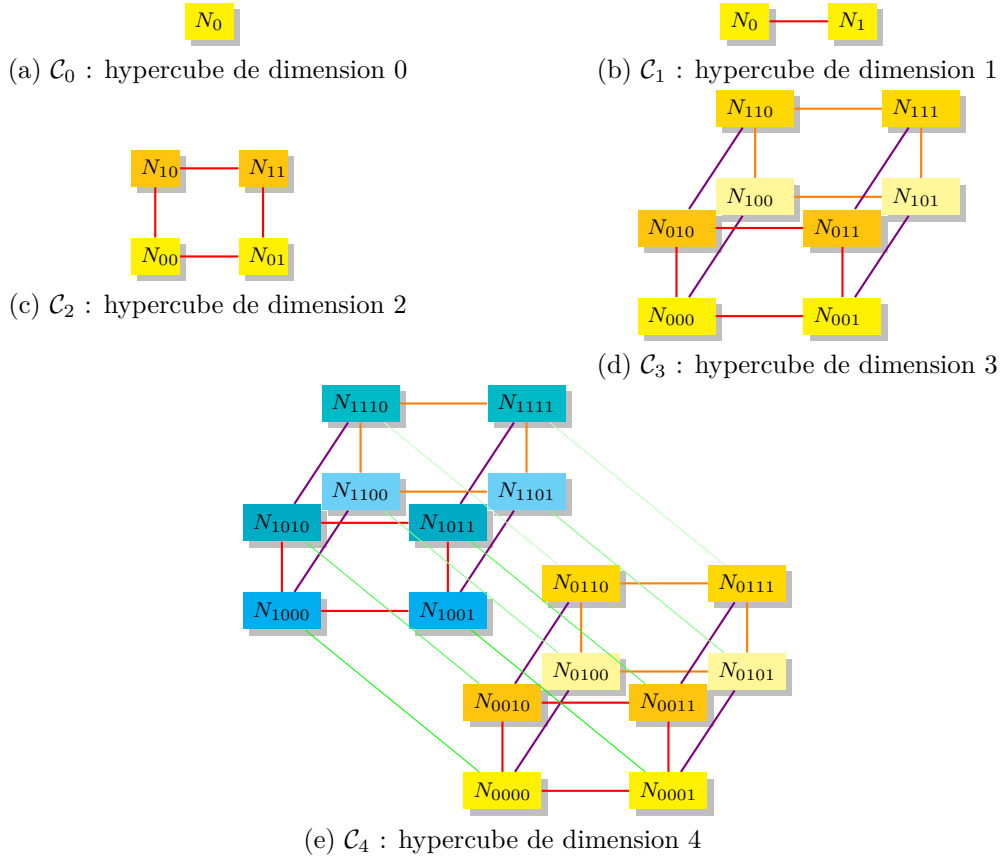 N₀
(a) 𝒞₀ : hypercube de dimension 0
N₀ N₁
(b) 𝒞₁ : hypercube de dimension 1
N₁₀ N₁₁
N₀₀ N₀₁
(c) 𝒞₂ : hypercube de dimension 2
N₁₁₀ N₁₁₁
N₁₀₀ N₁₀₁
N₀₁₀ N₀₁₁
N₀₀₀ N₀₀₁
(d) 𝒞₃ : hypercube de dimension 3
N₁₁₁₀ N₁₁₁₁
N₁₁₀₀ N₁₁₀₁
N₁₀₁₀ N₁₀₁₁
N₁₀₀₀ N₁₀₀₁
N₀₁₁₀ N₀₁₁₁
N₀₁₀₀ N₀₁₀₁
N₀₀₁₀ N₀₀₁₁
N₀₀₀₀ N₀₀₀₁
(e) 𝒞₄ : hypercube de dimension 4